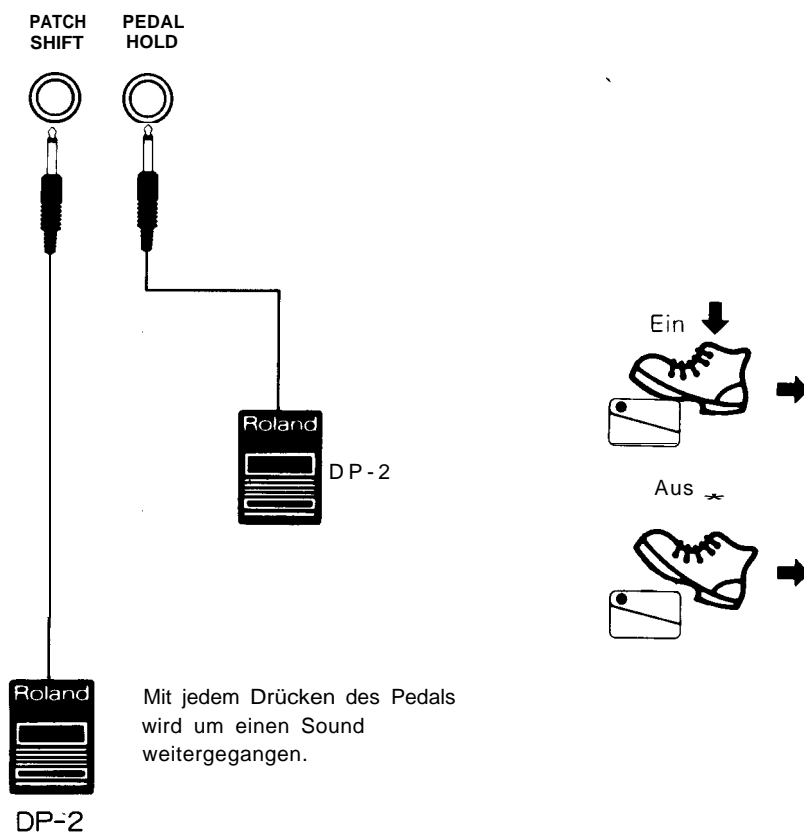 PATCH SHIFT
PEDAL HOLD
Ein
Roland
DP-2
Aus
Roland
Mit jedem Drücken des Pedals
wird um einen Sound
weitergegangen.
DP-2